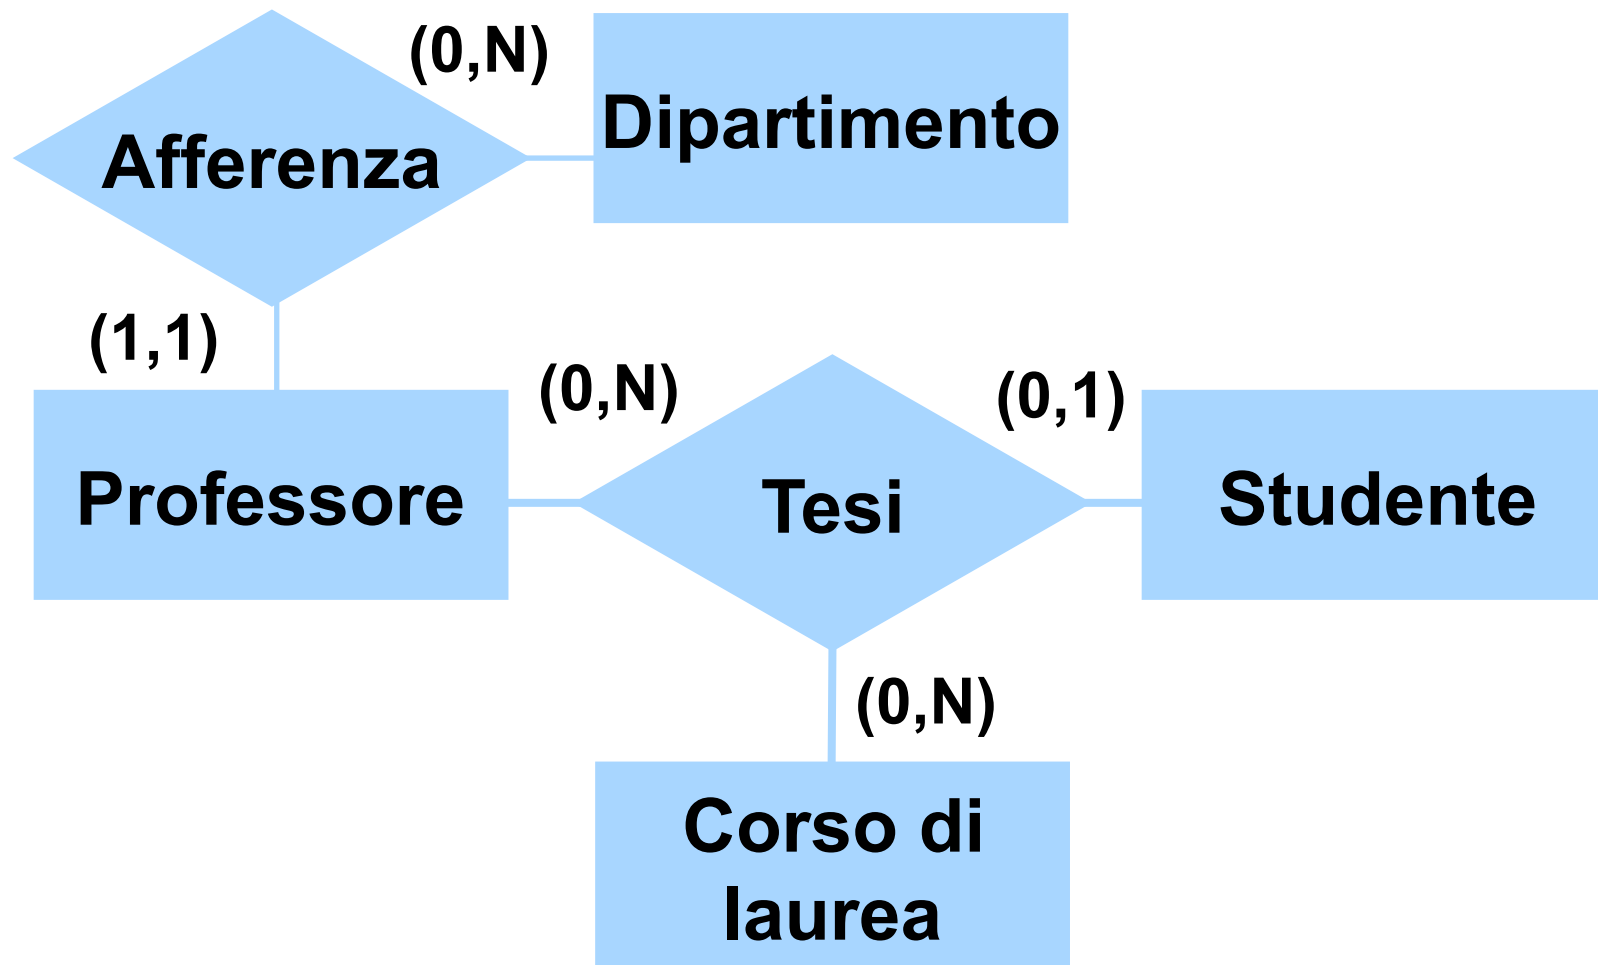 (0,N)
Dipartimento
Afferenza
(1,1)
(0,N)
(0,1)
Professore
Tesi
Studente
(0,N)
Corso di
laurea